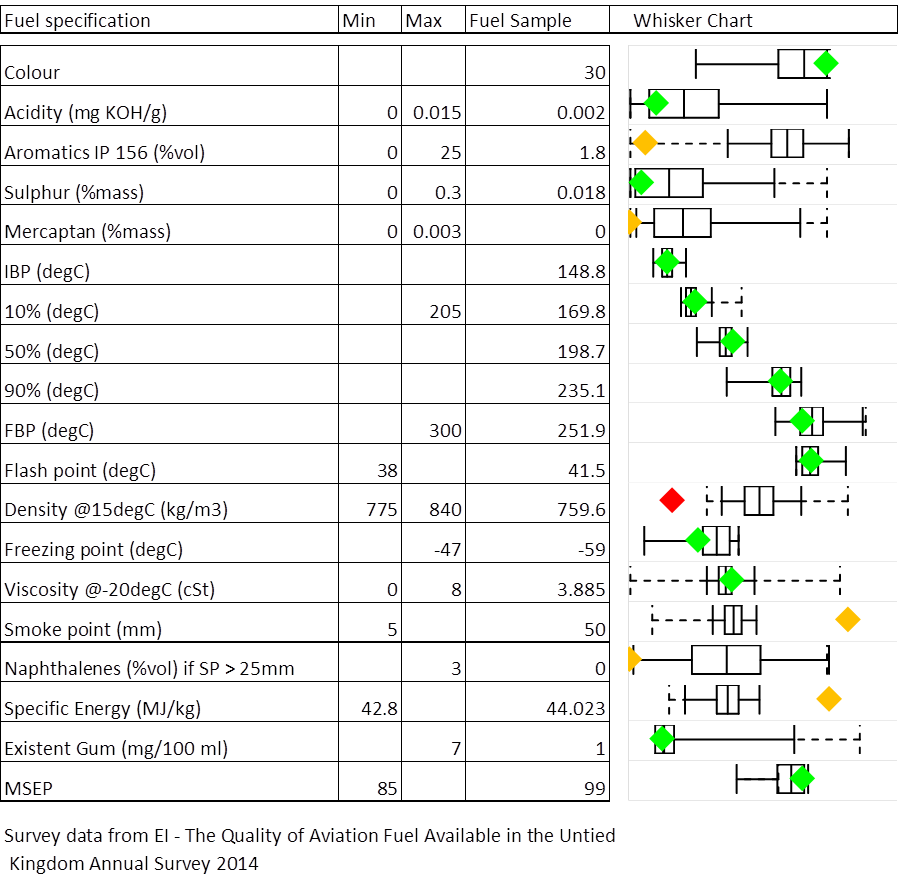 Fuel specification Min Max Fuel Sample Whisker Chart
Colour 30
Acidity (mg KOH/g) 0 0.015 0.002
Aromatics IP 156 (%vol) 0 25 1.8
Sulphur (%mass) 0 0.3 0.018
Mercaptan (%mass) 0 0.003 0
IBP (degC) 148.8
10% (degC) 205 169.8
50% (degC) 198.7
90% (degC) 235.1
FBP (degC) 300 251.9
Flash point (degC) 38 41.5
Density @15degC (kg/m3) 775 840 759.6
Freezing point (degC) -47 -59
Viscosity @-20degC (cSt) 0 8 3.885
Smoke point (mm) 5 50
Naphthalenes (%vol) if SP > 25mm 3 0
Specific Energy (MJ/kg) 42.8 44.023
Existent Gum (mg/100 ml) 7 1
MSEP 85 99
Survey data from EI - The Quality of Aviation Fuel Available in the Untied
Kingdom Annual Survey 2014